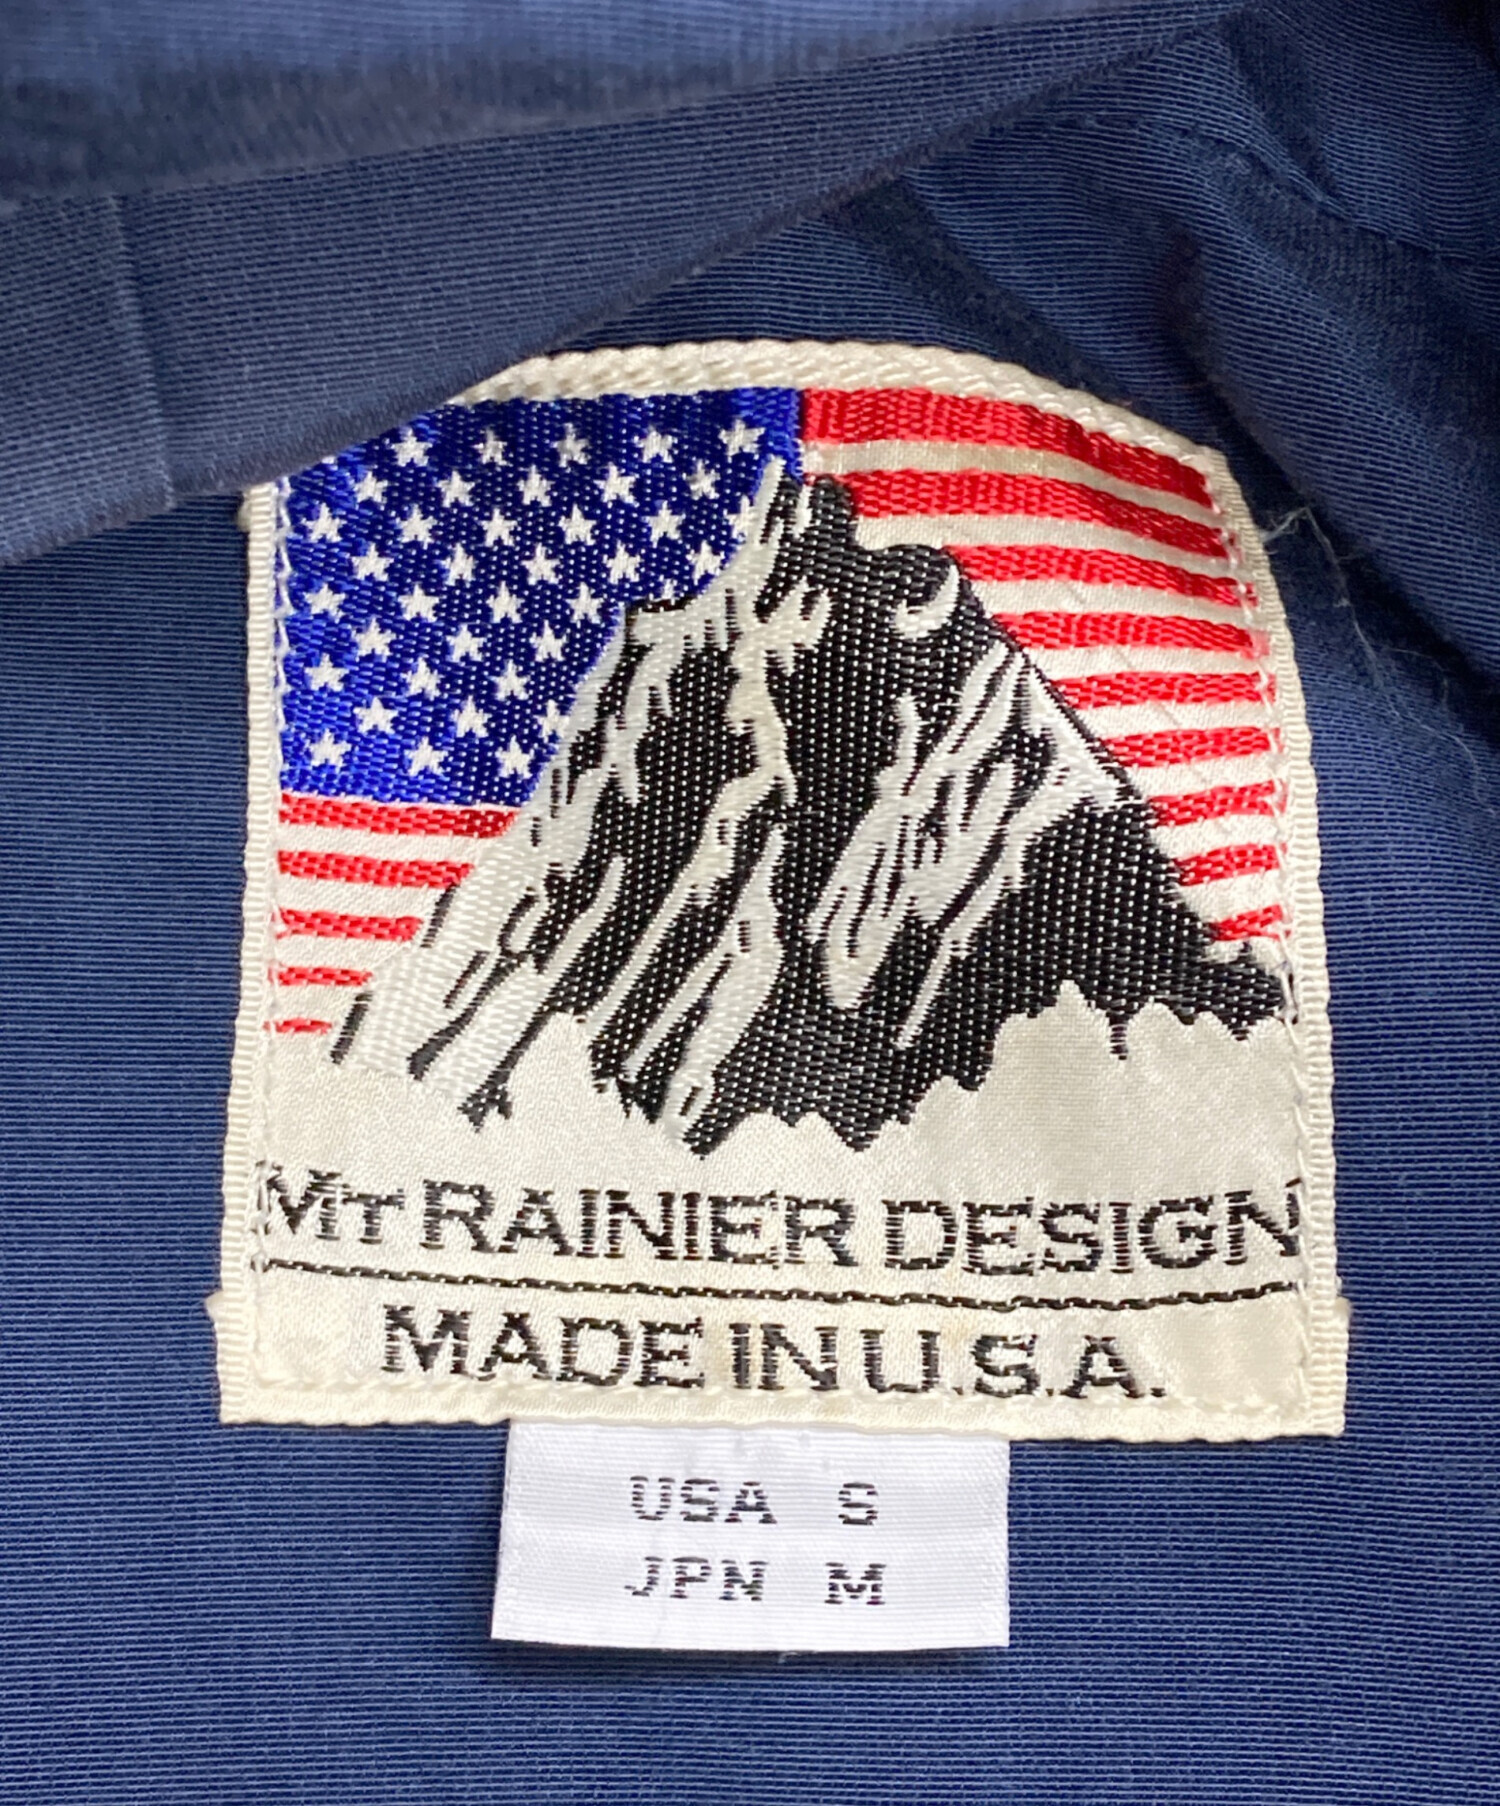 Mt RAINIER DESIGN
MADE IN U.S.A.
USA S
JPN M